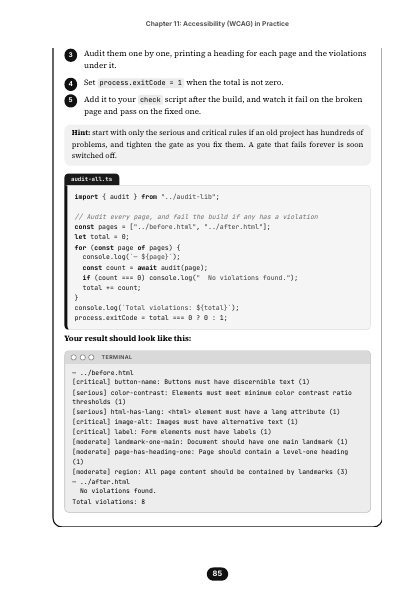 Chapter 11: Accessibility (WCAG) in Practice
3 Audit them one by one, printing a heading for each page and the violations
under it.
4 Set process.exitCode = 1 when the total is not zero.
5 Add it to your check script after the build, and watch it fail on the broken
page and pass on the fixed one.
Hint: start with only the serious and critical rules if an old project has hundreds of
problems, and tighten the gate as you fix them. A gate that fails forever is soon
switched off.
audit-all.ts
import { audit } from "../audit-lib";
// Audit every page, and fail the build if any has a violation
const pages = ["../before.html", "../after.html"];
let total = 0;
for (const page of pages) {
  console.log(`— ${page}`);
  const count = await audit(page);
  if (count === 0) console.log("  No violations found.");
  total += count;
}
console.log(`Total violations: ${total}`);
process.exitCode = total === 0 ? 0 : 1;
Your result should look like this:
TERMINAL
— ../before.html
[critical] button-name: Buttons must have discernible text (1)
[serious] color-contrast: Elements must meet minimum color contrast ratio
thresholds (1)
[serious] html-has-lang: <html> element must have a lang attribute (1)
[critical] image-alt: Images must have alternative text (1)
[critical] label: Form elements must have labels (1)
[moderate] landmark-one-main: Document should have one main landmark (1)
[moderate] page-has-heading-one: Page should contain a level-one heading
(1)
[moderate] region: All page content should be contained by landmarks (3)
— ../after.html
  No violations found.
Total violations: 8
85